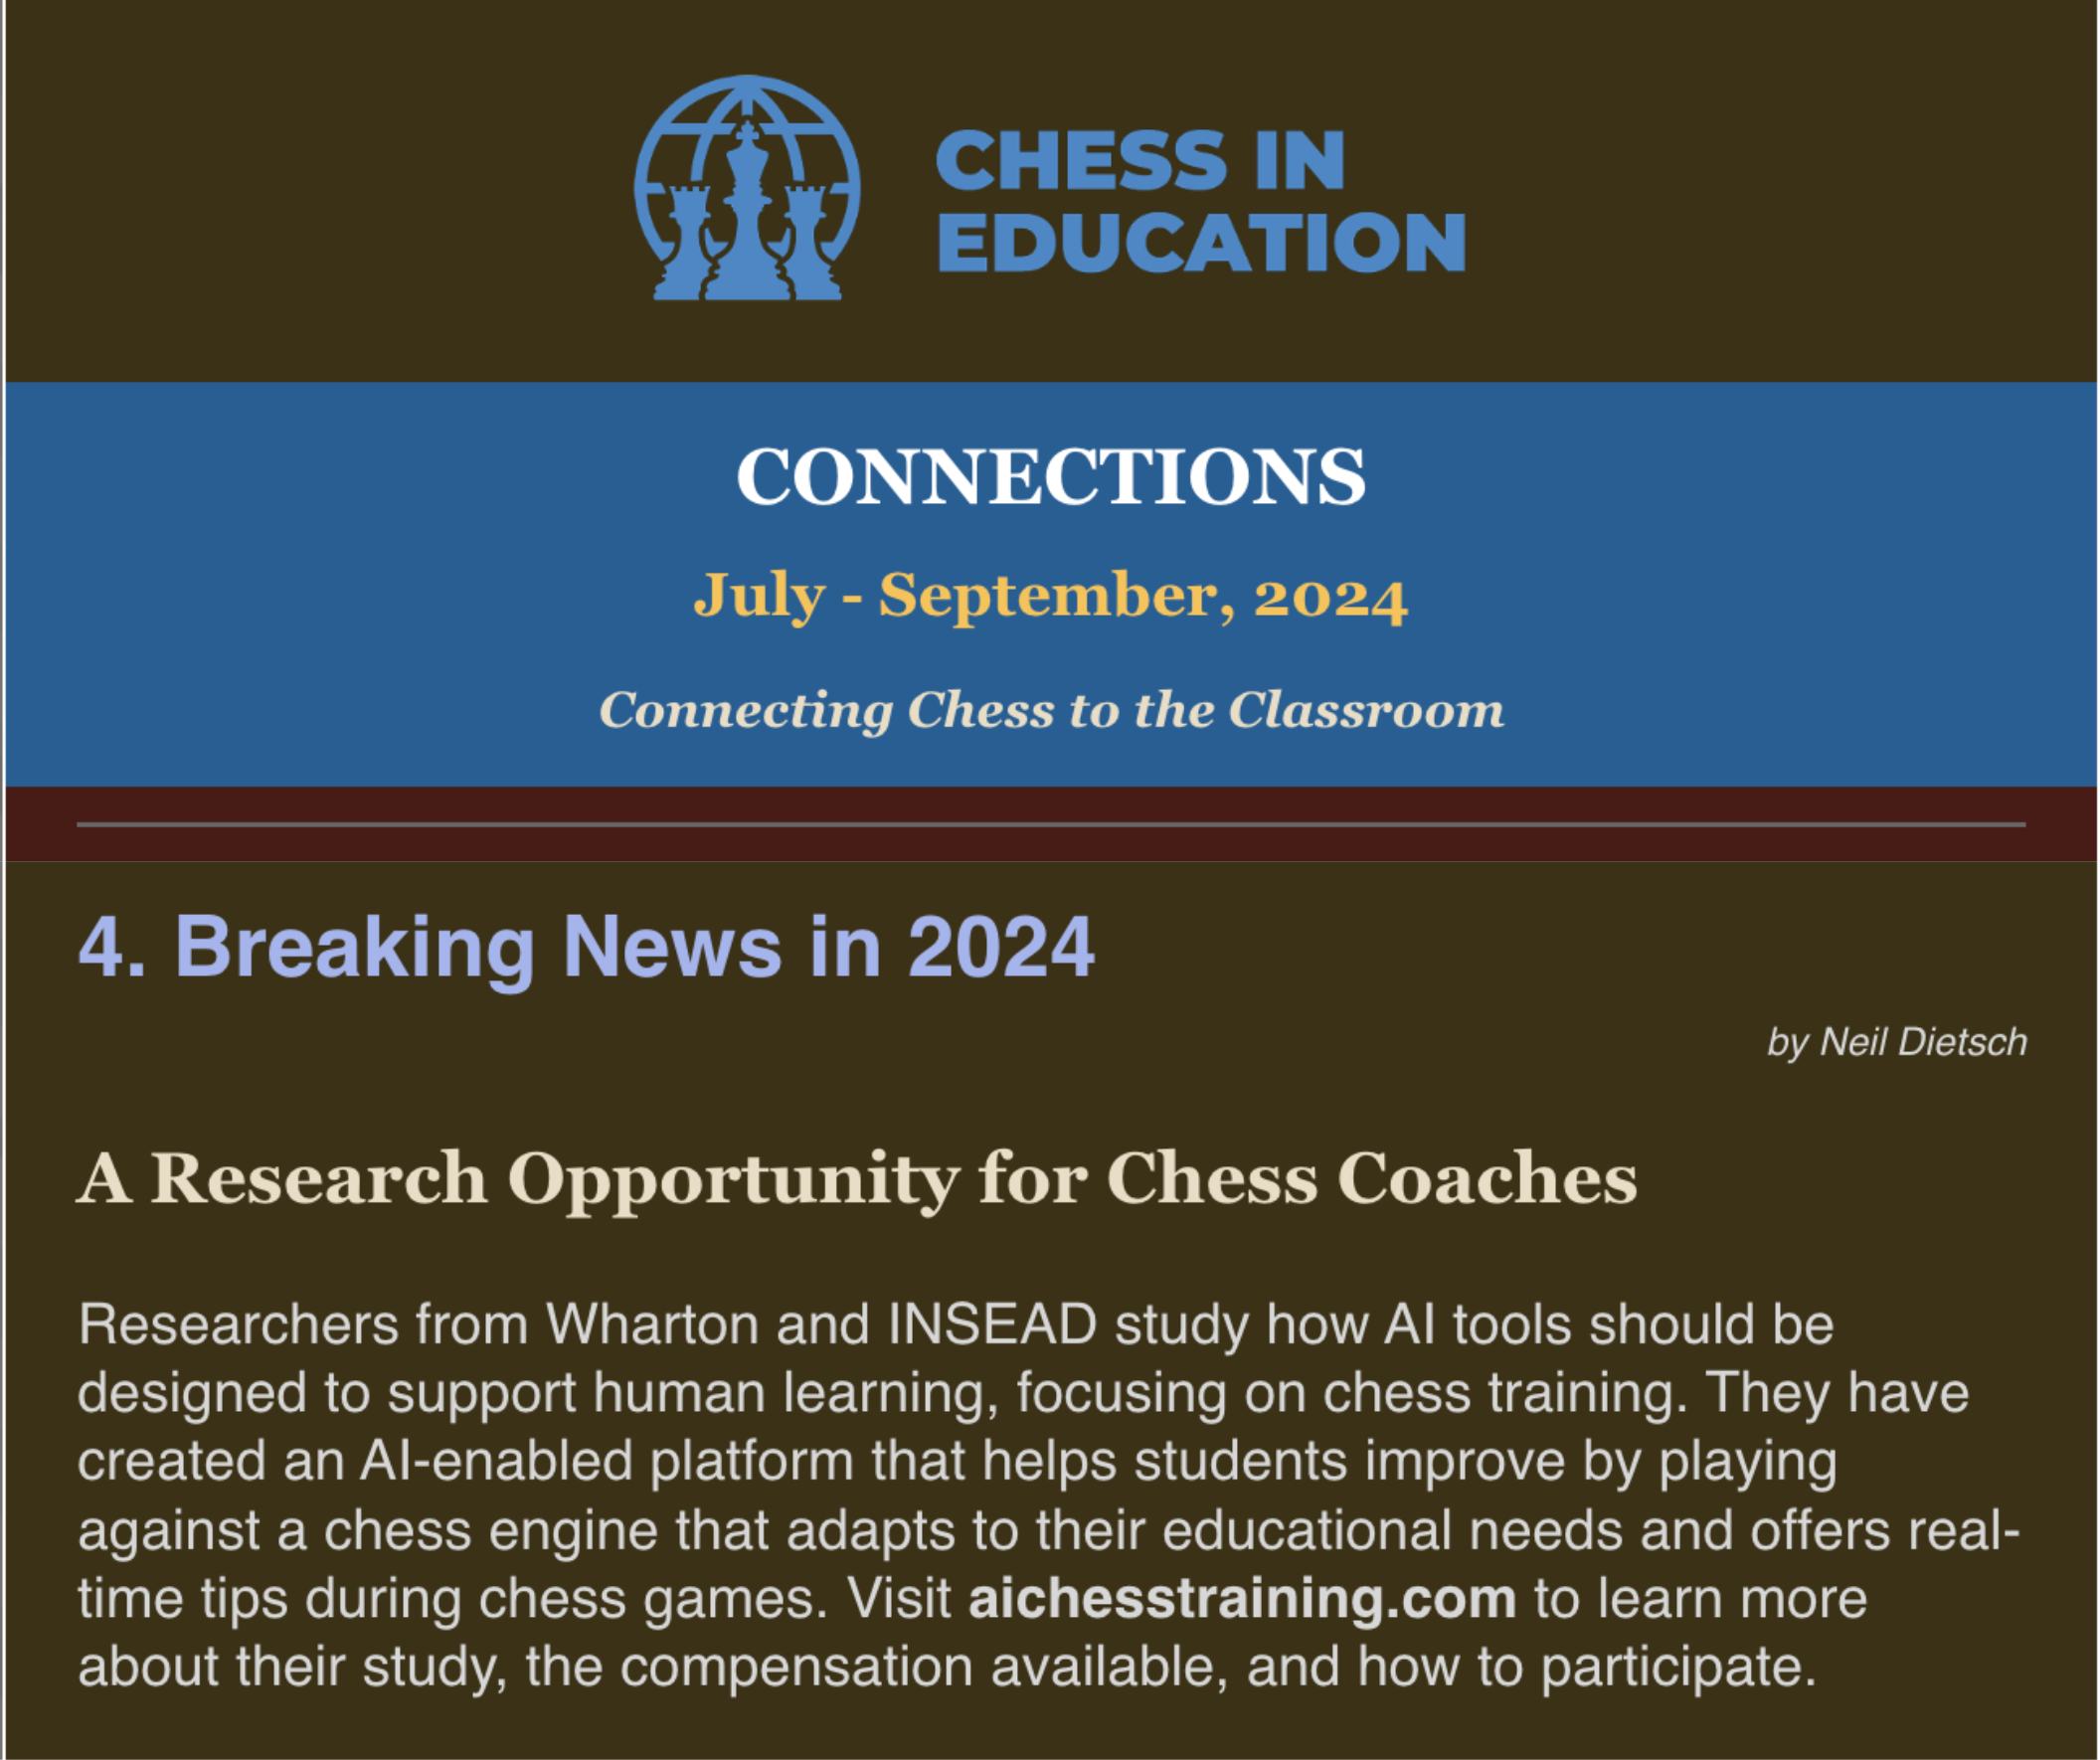 CHESS IN
EDUCATION
CONNECTIONS
July - September, 2024
Connecting Chess to the Classroom
4. Breaking News in 2024
by Neil Dietsch
A Research Opportunity for Chess Coaches
Researchers from Wharton and INSEAD study how AI tools should be
designed to support human learning, focusing on chess training. They have
created an AI-enabled platform that helps students improve by playing
against a chess engine that adapts to their educational needs and offers real-
time tips during chess games. Visit aichesstraining.com to learn more
about their study, the compensation available, and how to participate.